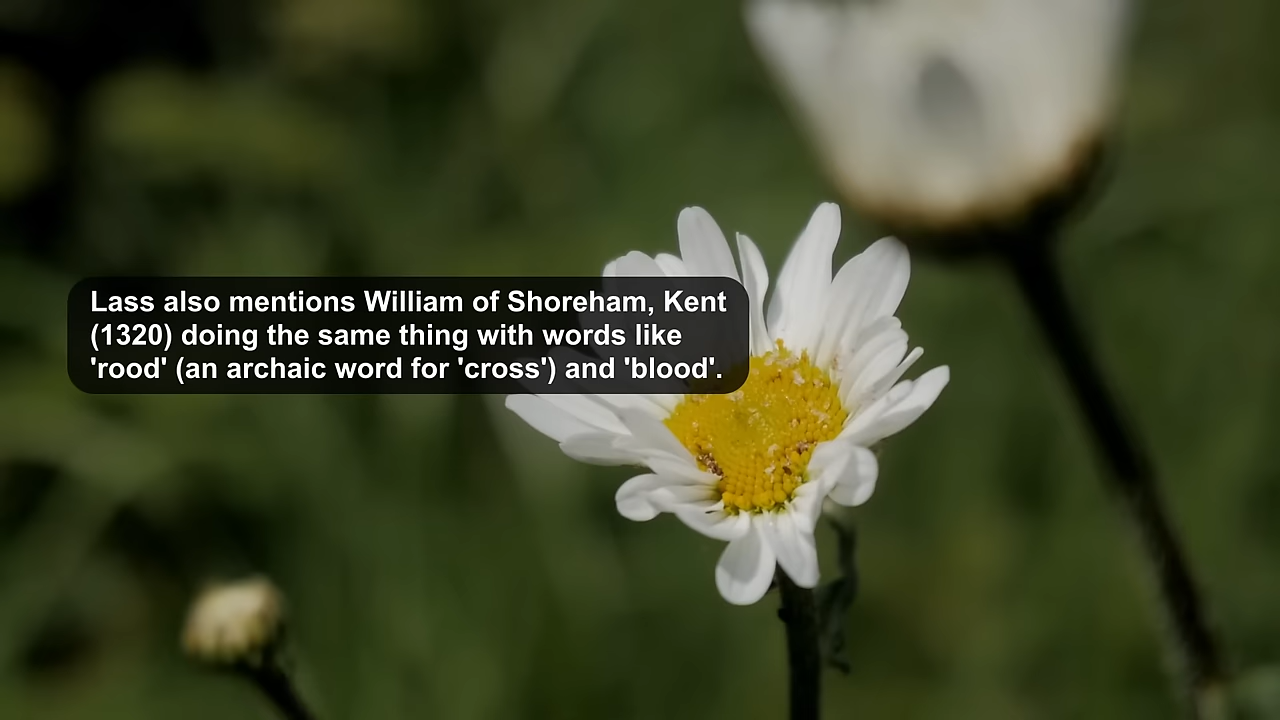 Lass also mentions William of Shoreham, Kent
(1320) doing the same thing with words like
'rood' (an archaic word for 'cross') and 'blood'.